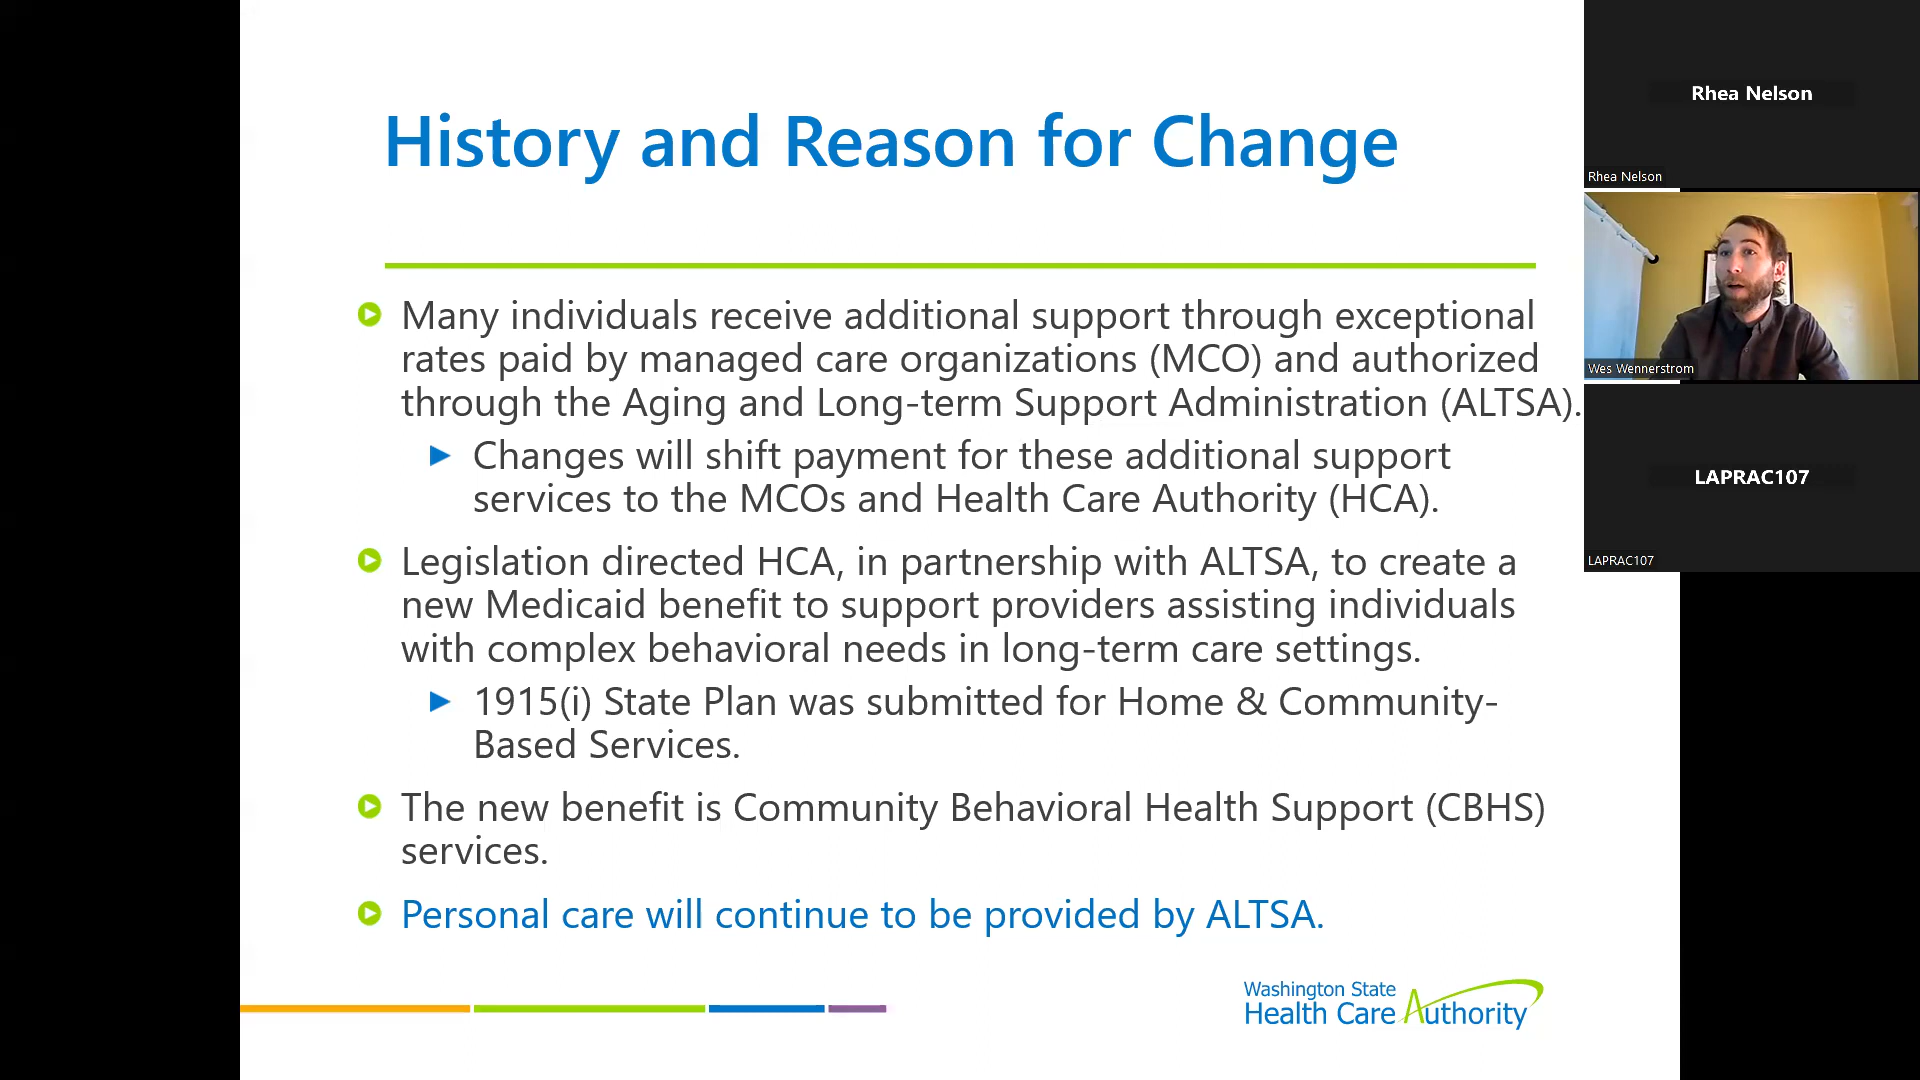 History and Reason for Change
Many individuals receive additional support through exceptional
rates paid by managed care organizations (MCO) and authorized
through the Aging and Long-term Support Administration (ALTSA).
Changes will shift payment for these additional support
services to the MCOs and Health Care Authority (HCA).
Legislation directed HCA, in partnership with ALTSA, to create a
new Medicaid benefit to support providers assisting individuals
with complex behavioral needs in long-term care settings.
1915(i) State Plan was submitted for Home & Community-
Based Services.
The new benefit is Community Behavioral Health Support (CBHS)
services.
Personal care will continue to be provided by ALTSA.
Washington State
Health Care Authority
Rhea Nelson
Rhea Nelson
Wes Wennerstrom
LAPRAC107
LAPRAC107